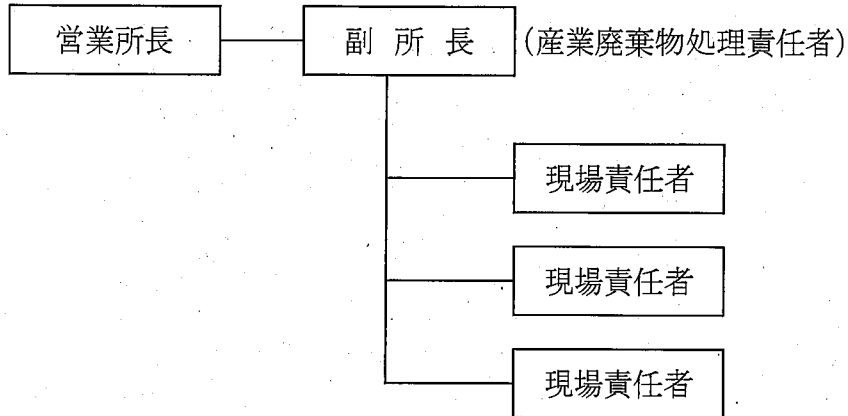 営業所長
副所長
(産業廃棄物処理責任者)
現場責任者
現場責任者
現場責任者